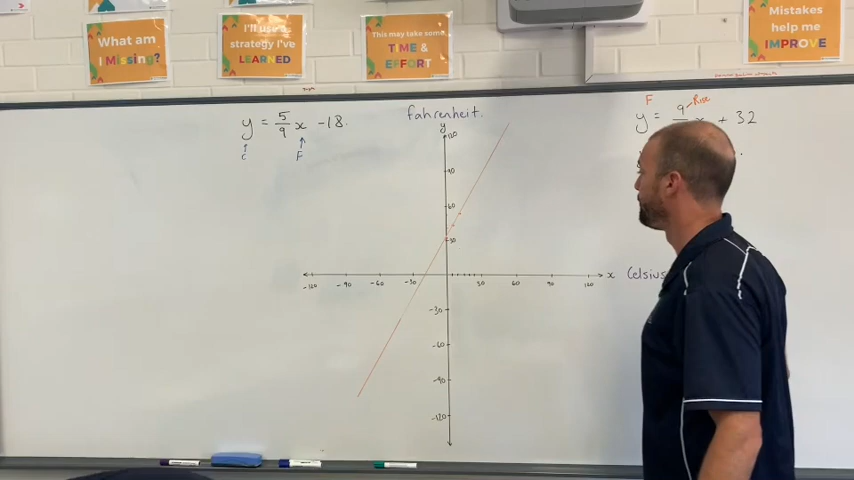 What am
I Missing?
I'll use a
strategy I've
LEARNED
This may take some
TIME &
EFFORT
Mistakes
help me
IMPROVE
y = 5/9 x -18.
↑ ↑
C F
fahrenheit.
F
Rise
y = 9 x + 32
y
120
90
60
30
-120 -90 -60 -30 30 60 90 120 x Celsius
-30
-60
-90
-120